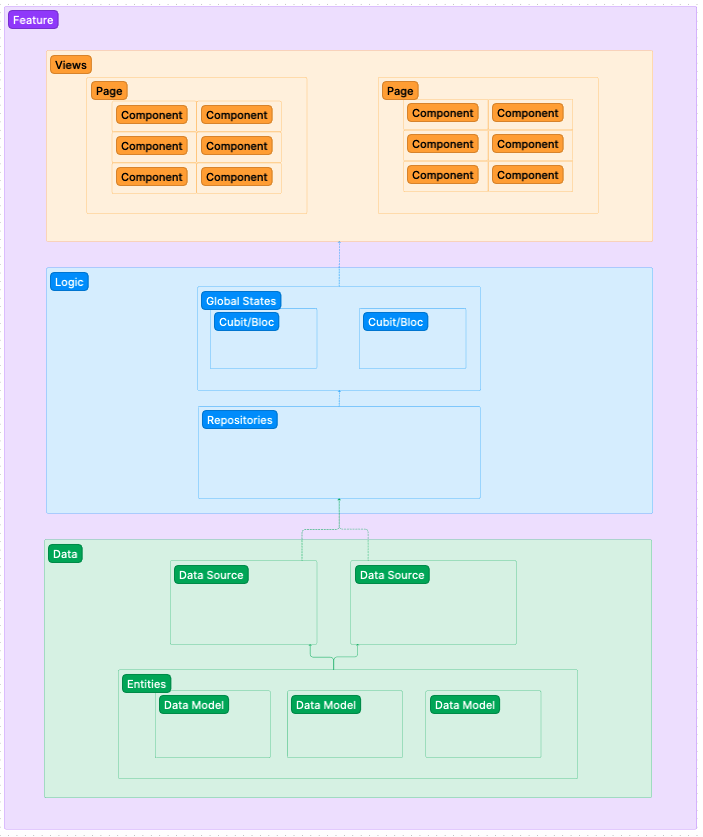 Feature
Views
Page
Component Component
Component Component
Component Component
Page
Component Component
Component Component
Component Component
Logic
Global States
Cubit/Bloc
Cubit/Bloc
Repositories
Data
Data Source
Data Source
Entities
Data Model
Data Model
Data Model